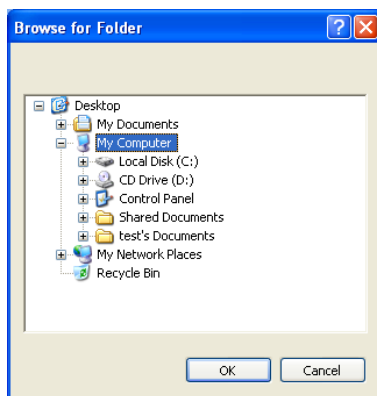 Browse for Folder
Desktop
My Documents
My Computer
Local Disk (C:)
CD Drive (D:)
Control Panel
Shared Documents
test's Documents
My Network Places
Recycle Bin
OK Cancel